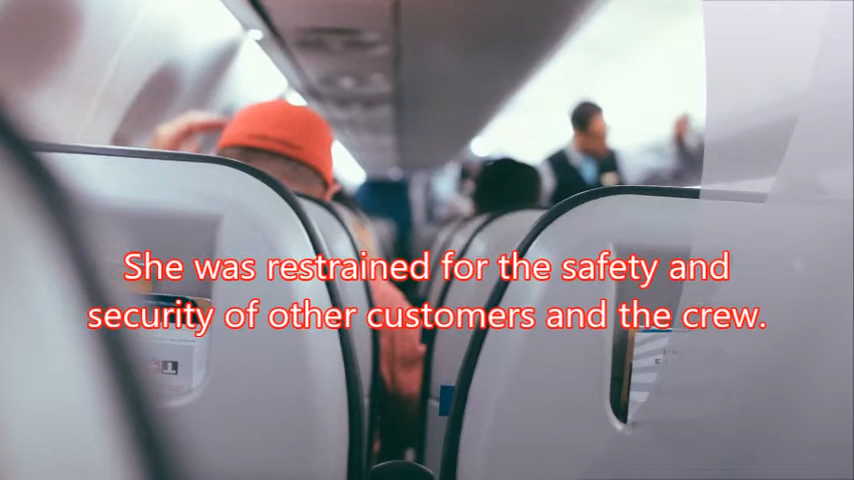 She was restrained for the safety and
security of other customers and the crew.